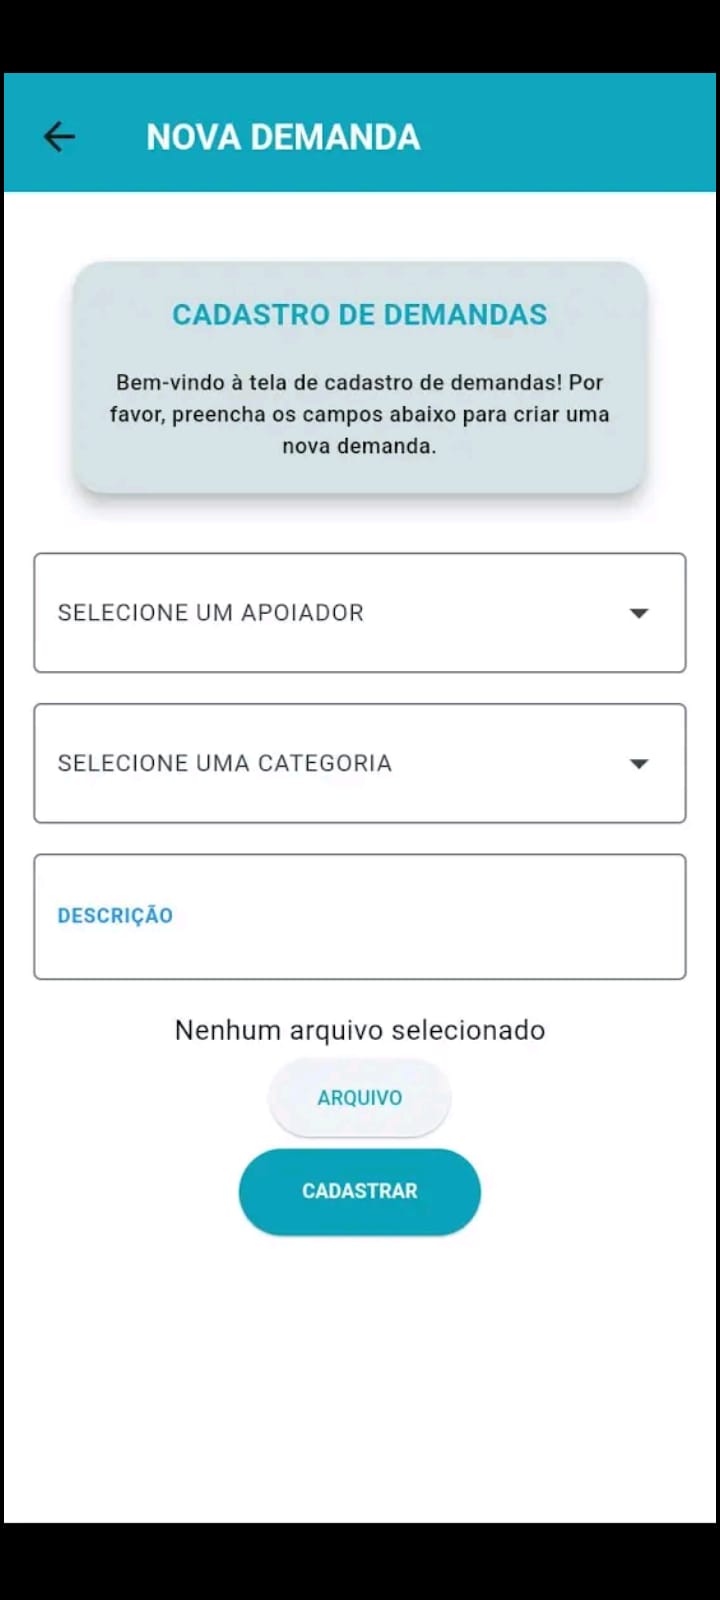 NOVA DEMANDA
CADASTRO DE DEMANDAS
Bem-vindo à tela de cadastro de demandas! Por
favor, preencha os campos abaixo para criar uma
nova demanda.
SELECIONE UM APOIADOR
SELECIONE UMA CATEGORIA
DESCRIÇÃO
Nenhum arquivo selecionado
ARQUIVO
CADASTRAR